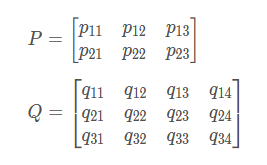 P = [p11 p12 p13
p21 p22 p23]
Q = [q11 q12 q13 q14
q21 q22 q23 q24
q31 q32 q33 q34]